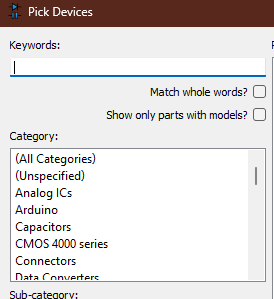 Pick Devices
Keywords:
Match whole words?
Show only parts with models?
Category:
(All Categories)
(Unspecified)
Analog ICs
Arduino
Capacitors
CMOS 4000 series
Connectors
Data Converters
Sub-category: